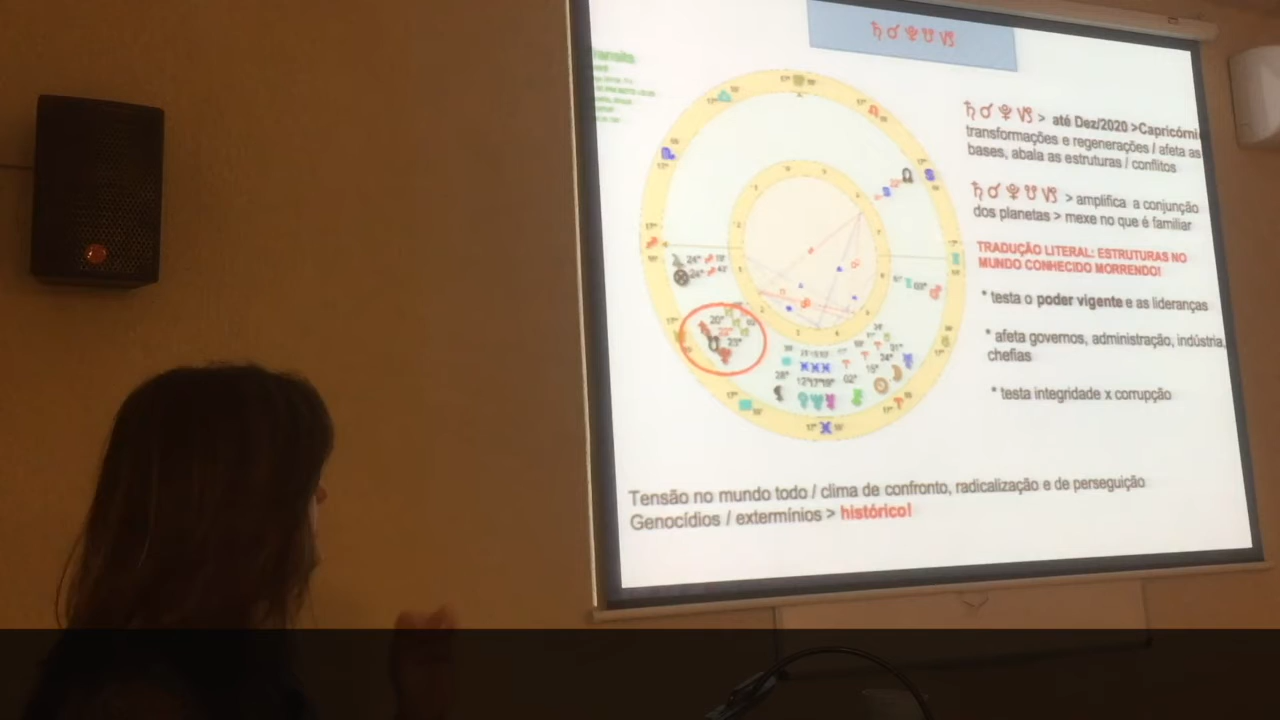 ♄♂♇☋♑
♄♂♇♑ > até Dez/2020 >Capricórni
transformações e regenerações / afeta as
bases, abala as estruturas / conflitos
♄♂♇☋♑ > amplifica a conjunção
dos planetas > mexe no que é familiar
TRADUÇÃO LITERAL: ESTRUTURAS NO
MUNDO CONHECIDO MORRENDO!
* testa o poder vigente e as lideranças
* afeta governos, administração, indústria,
chefias
* testa integridade x corrupção
Tensão no mundo todo / clima de confronto, radicalização e de perseguição
Genocídios / extermínios > histórico!